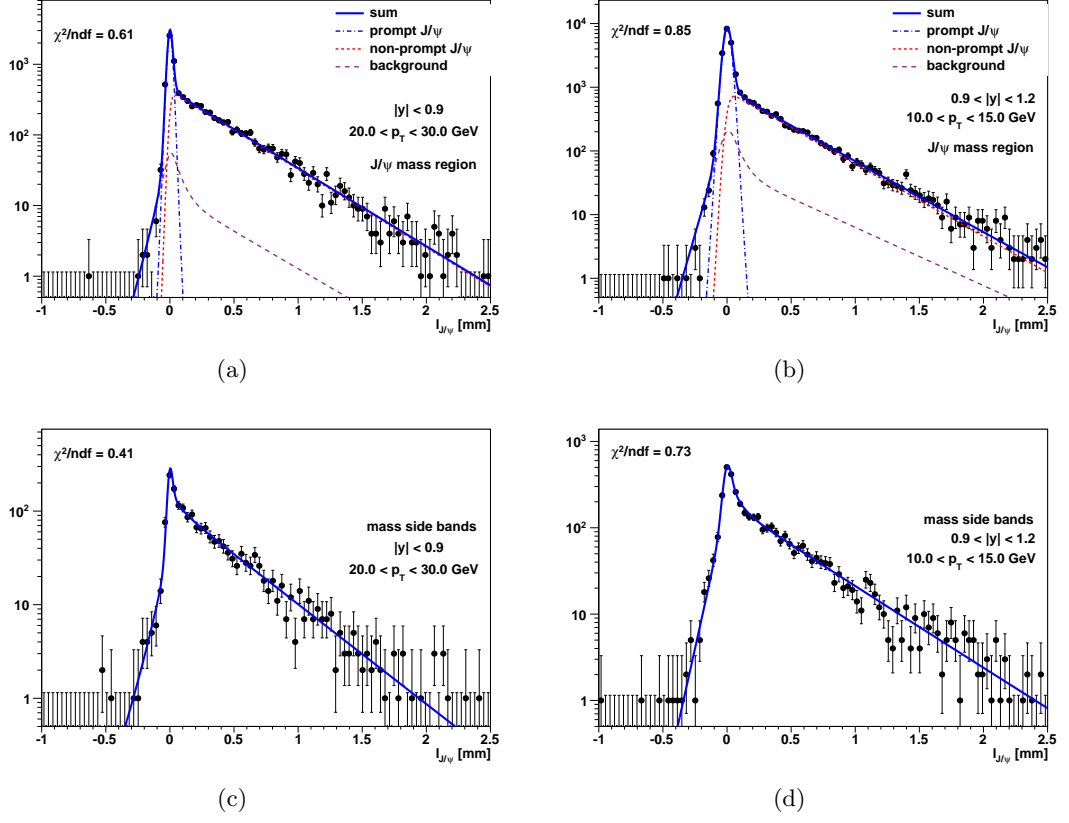 χ²/ndf = 0.61
sum
prompt J/ψ
non-prompt J/ψ
background
|y| < 0.9
20.0 < p_T < 30.0 GeV
J/ψ mass region
10³
10²
10
1
-1 -0.5 0 0.5 1 1.5 2 2.5
l_J/ψ [mm]
(a)
χ²/ndf = 0.85
sum
prompt J/ψ
non-prompt J/ψ
background
0.9 < |y| < 1.2
10.0 < p_T < 15.0 GeV
J/ψ mass region
10⁴
10³
10²
10
1
-1 -0.5 0 0.5 1 1.5 2 2.5
l_J/ψ [mm]
(b)
χ²/ndf = 0.41
mass side bands
|y| < 0.9
20.0 < p_T < 30.0 GeV
10²
10
1
-1 -0.5 0 0.5 1 1.5 2 2.5
l_J/ψ [mm]
(c)
χ²/ndf = 0.73
mass side bands
0.9 < |y| < 1.2
10.0 < p_T < 15.0 GeV
10³
10²
10
1
-1 -0.5 0 0.5 1 1.5 2 2.5
l_J/ψ [mm]
(d)